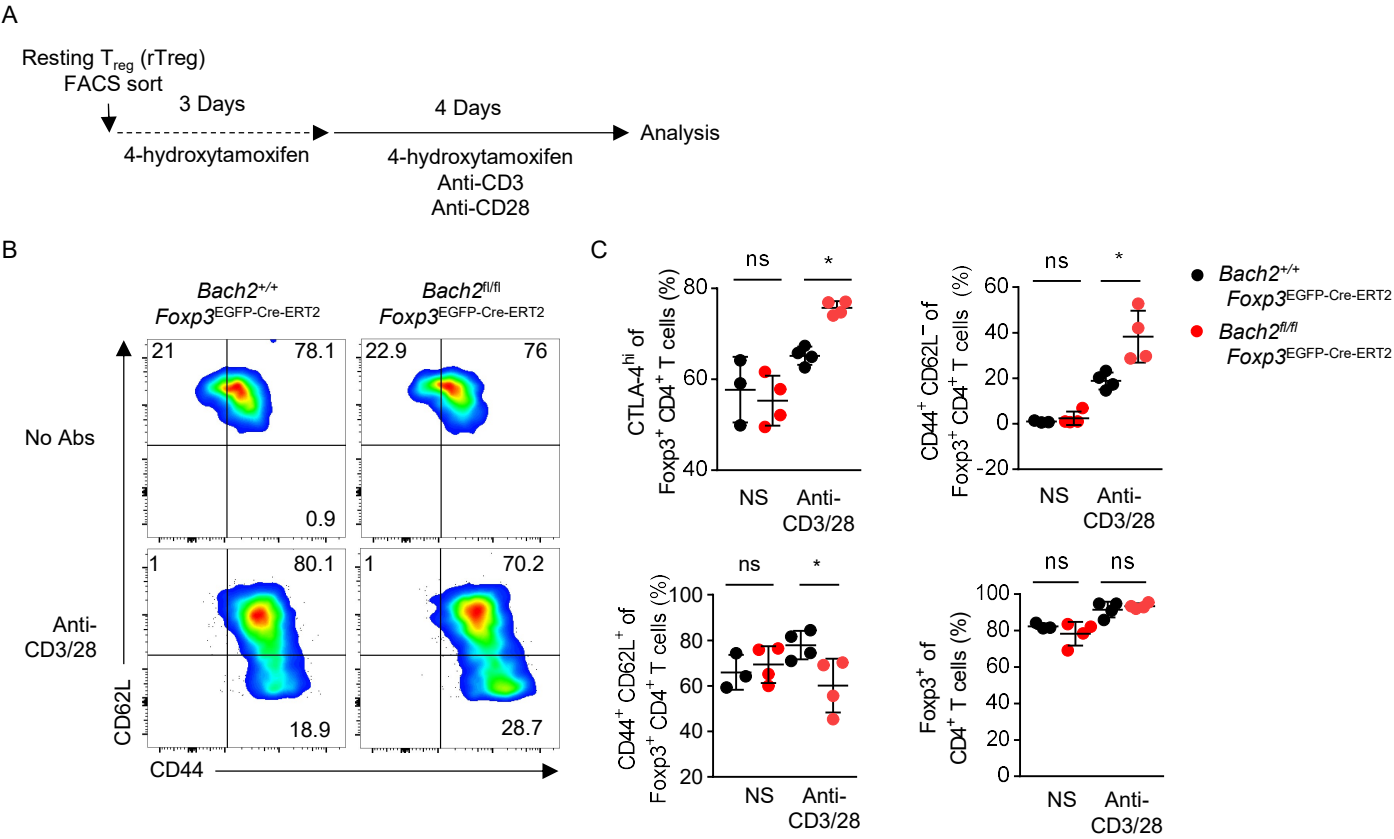 A
Resting Treg (rTreg)
FACS sort
3 Days
4 Days
Analysis
4-hydroxytamoxifen
4-hydroxytamoxifen
Anti-CD3
Anti-CD28
B
Bach2+/+
Foxp3EGFP-Cre-ERT2
Bach2fl/fl
Foxp3EGFP-Cre-ERT2
No Abs
21
78.1
0.9
22.9
76
Anti-
CD3/28
1
80.1
18.9
1
70.2
28.7
CD62L
CD44
C
CTLA-4hi of
Foxp3+ CD4+ T cells (%)
80
60
40
ns
*
NS
Anti-
CD3/28
CD44+ CD62L− of
Foxp3+ CD4+ T cells (%)
60
40
20
0
-20
ns
*
NS
Anti-
CD3/28
Bach2+/+
Foxp3EGFP-Cre-ERT2
Bach2fl/fl
Foxp3EGFP-Cre-ERT2
CD44+ CD62L+ of
Foxp3+ CD4+ T cells (%)
100
80
60
40
20
ns
*
NS
Anti-
CD3/28
Foxp3+ of
CD4+ T cells (%)
100
80
60
40
20
0
ns
ns
NS
Anti-
CD3/28